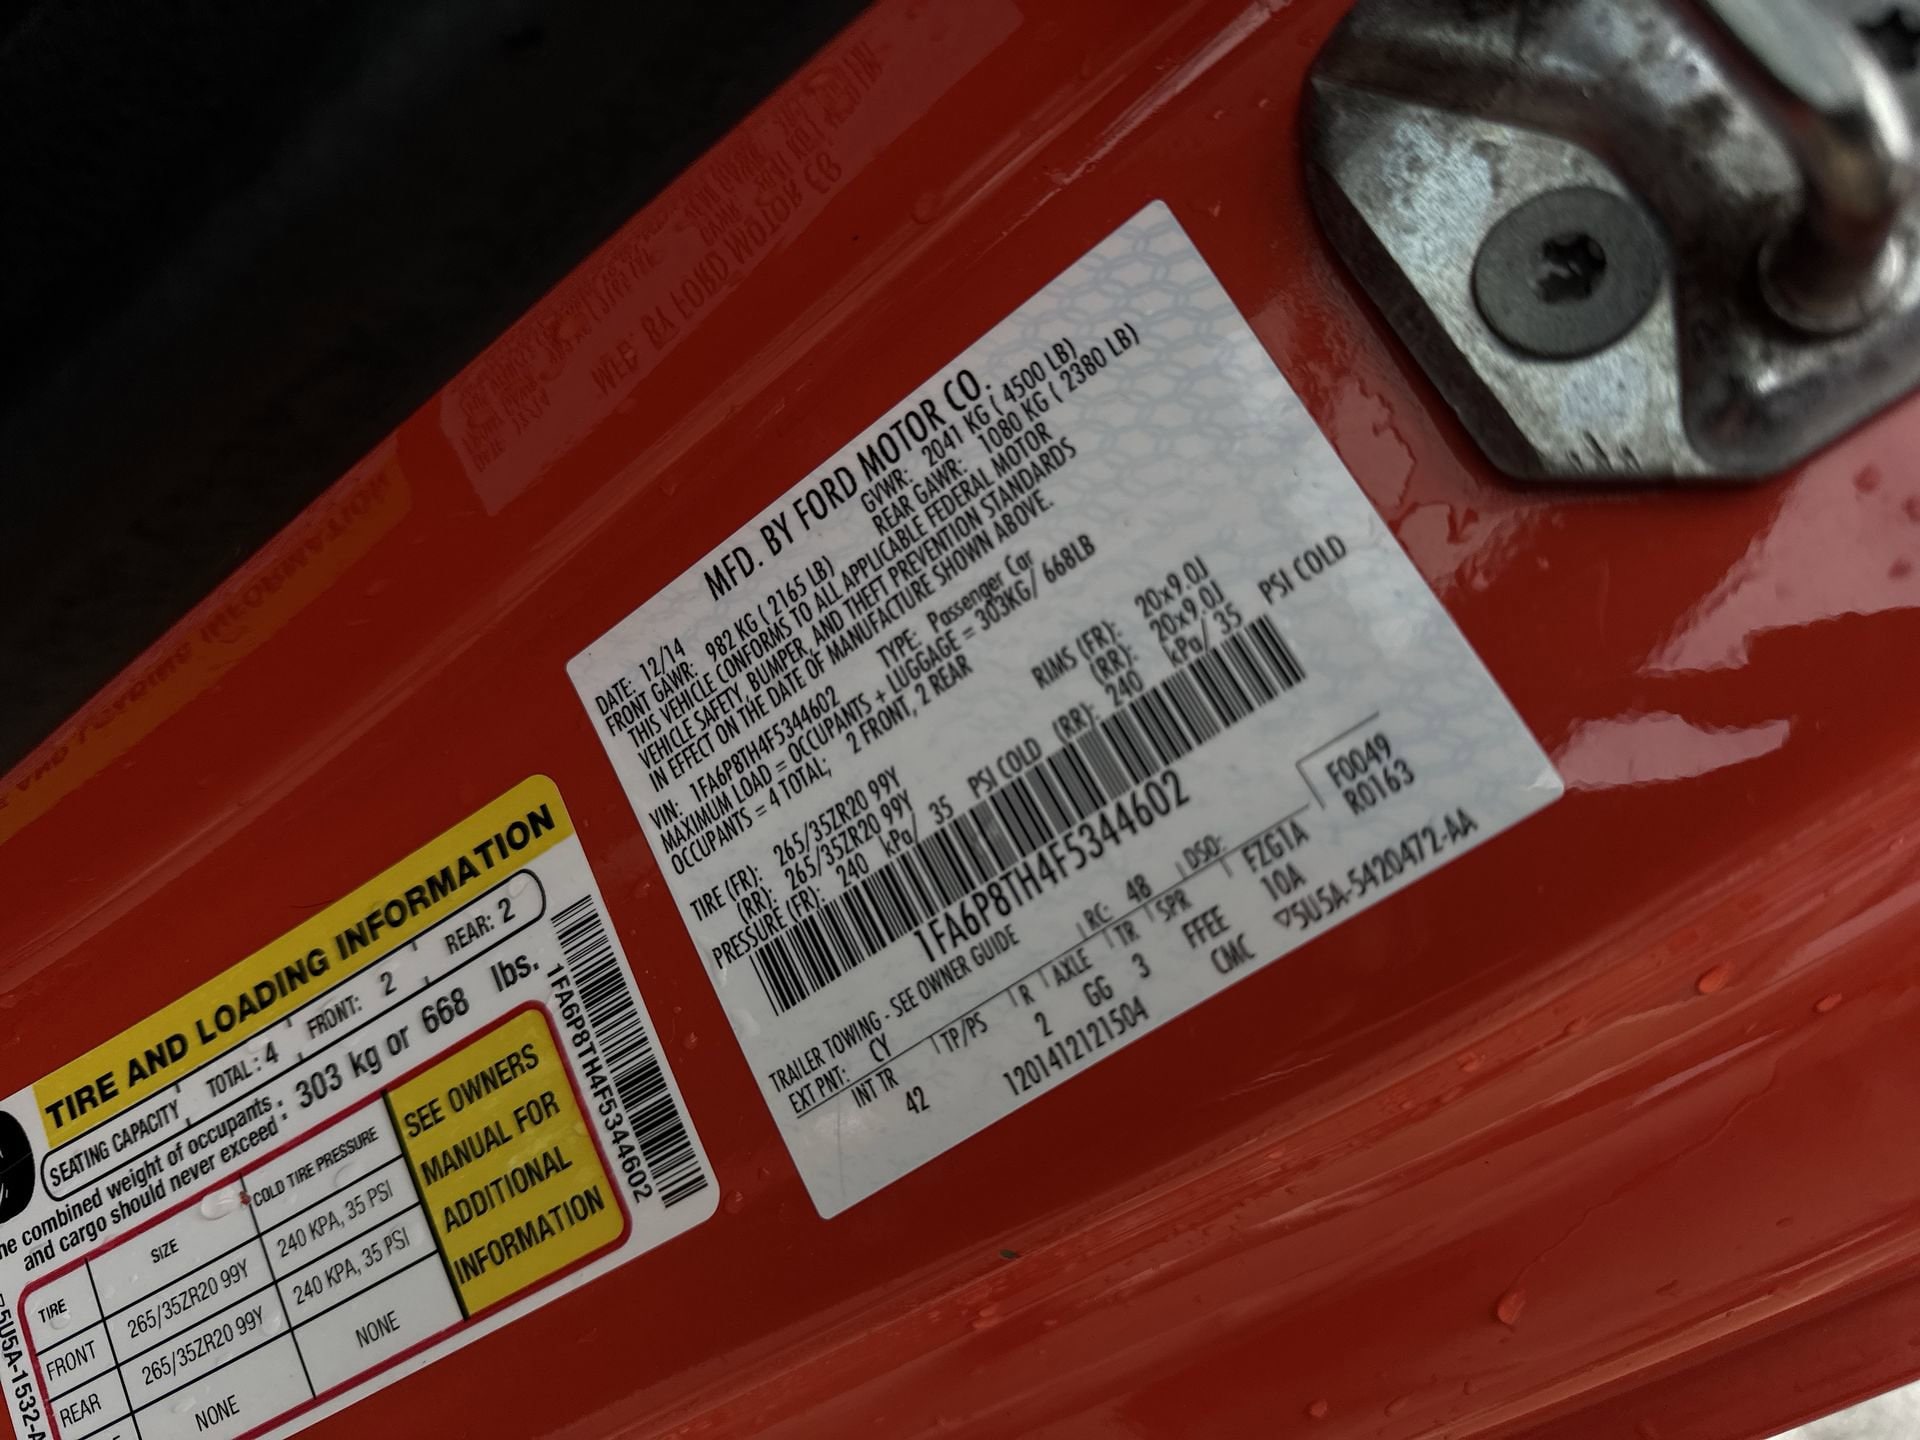 MFD. BY FORD MOTOR CO.
DATE: 12/14 GVWR: 2041 KG ( 4500 LB)
FRONT GAWR: 982 KG ( 2165 LB) REAR GAWR: 1080 KG ( 2380 LB)
THIS VEHICLE CONFORMS TO ALL APPLICABLE FEDERAL MOTOR
VEHICLE SAFETY, BUMPER, AND THEFT PREVENTION STANDARDS
IN EFFECT ON THE DATE OF MANUFACTURE SHOWN ABOVE.
VIN: 1FA6P8TH4F5344602 TYPE: Passenger Car
MAXIMUM LOAD = OCCUPANTS + LUGGAGE = 303KG/ 668LB
OCCUPANTS = 4 TOTAL; 2 FRONT, 2 REAR
TIRE (FR): 265/35ZR20 99Y RIMS (FR): 20x9.0J
(RR): 265/35ZR20 99Y (RR): 20x9.0J
PRESSURE (FR): 240 kPa/ 35 PSI COLD (RR): 240 kPa/ 35 PSI COLD
1FA6P8TH4F5344602
TRAILER TOWING - SEE OWNER GUIDE
F0049
EXT PNT: CY RC: 48 DSO: R0163
INT TR TP/PS R AXLE TR SPR FZGTA
42 2 GG 3 FFEE 10A
1201412121504 CMC 5U5A-5420472-AA
TIRE AND LOADING INFORMATION
SEATING CAPACITY TOTAL: 4 FRONT: 2 REAR: 2
combined weight of occupants
and cargo should never exceed : 303 kg or 668 lbs.
TIRE SIZE COLD TIRE PRESSURE
FRONT 265/35ZR20 99Y 240 KPA, 35 PSI
REAR 265/35ZR20 99Y 240 KPA, 35 PSI
NONE NONE
SEE OWNERS
MANUAL FOR
ADDITIONAL
INFORMATION
1FA6P8TH4F5344602
5U5A-1532-A